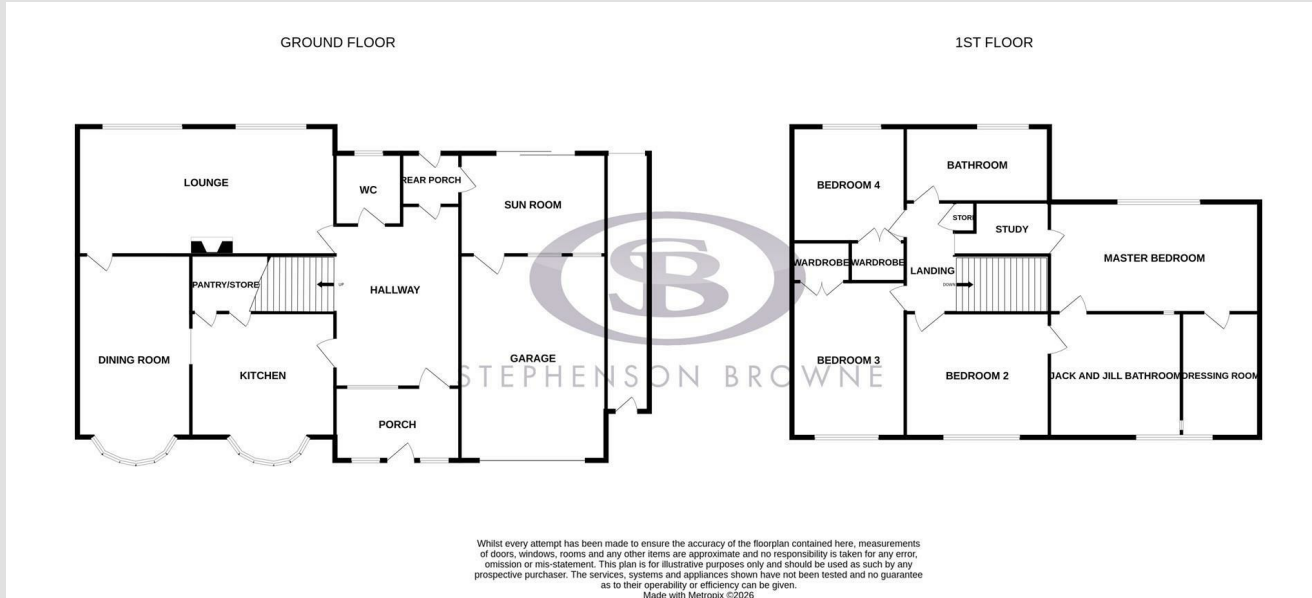 GROUND FLOOR
1ST FLOOR
LOUNGE
WC
REAR PORCH
SUN ROOM
PANTRY/STORE
UP
HALLWAY
DINING ROOM
KITCHEN
GARAGE
PORCH
BEDROOM 4
BATHROOM
STORE
STUDY
WARDROBE
WARDROBE
LANDING
DOWN
MASTER BEDROOM
BEDROOM 3
BEDROOM 2
JACK AND JILL BATHROOM
DRESSING ROOM
SB
STEPHENSON BROWNE
Whilst every attempt has been made to ensure the accuracy of the floorplan contained here, measurements
of doors, windows, rooms and any other items are approximate and no responsibility is taken for any error,
omission or mis-statement. This plan is for illustrative purposes only and should be used as such by any
prospective purchaser. The services, systems and appliances shown have not been tested and no guarantee
as to their operability or efficiency can be given.
Made with Metropix ©2026